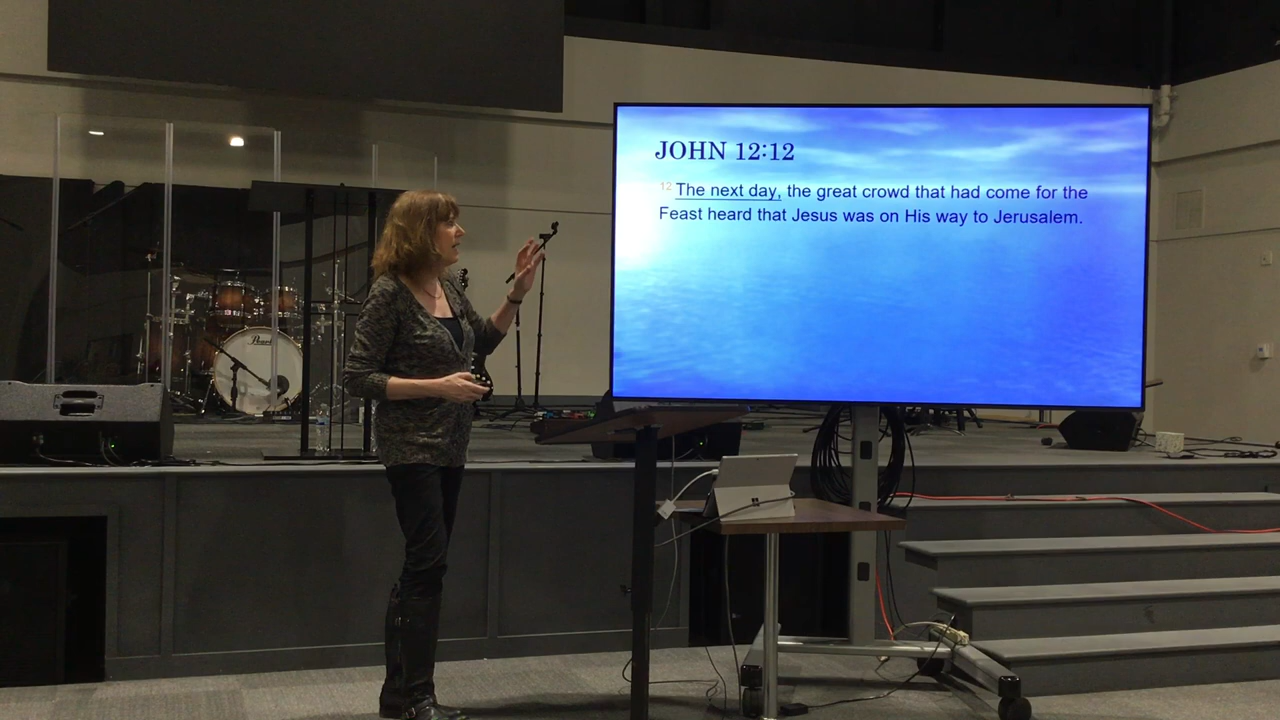 JOHN 12:12
12 The next day, the great crowd that had come for the
Feast heard that Jesus was on His way to Jerusalem.
Pearl